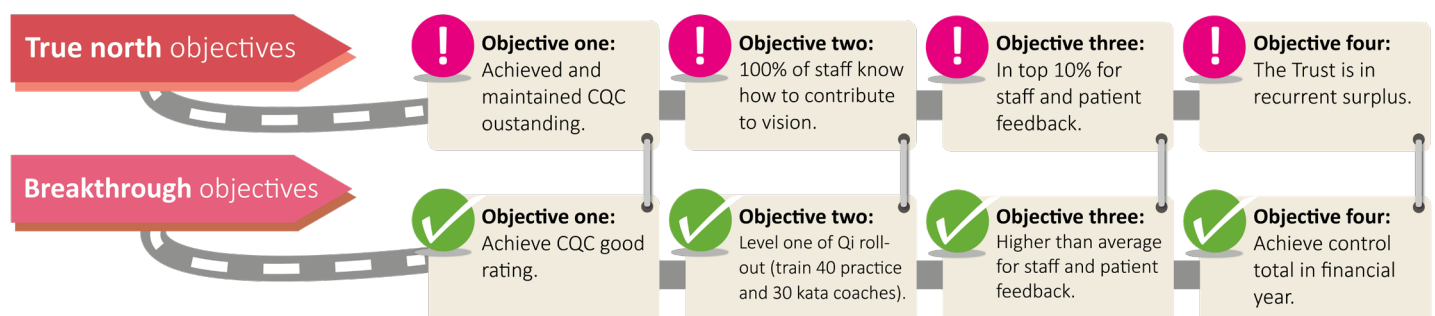 True north objectives
Objective one:
Achieved and
maintained CQC
oustanding.
Objective two:
100% of staff know
how to contribute
to vision.
Objective three:
In top 10% for
staff and patient
feedback.
Objective four:
The Trust is in
recurrent surplus.
Breakthrough objectives
Objective one:
Achieve CQC good
rating.
Objective two:
Level one of Qi roll-
out (train 40 practice
and 30 kata coaches).
Objective three:
Higher than average
for staff and patient
feedback.
Objective four:
Achieve control
total in financial
year.